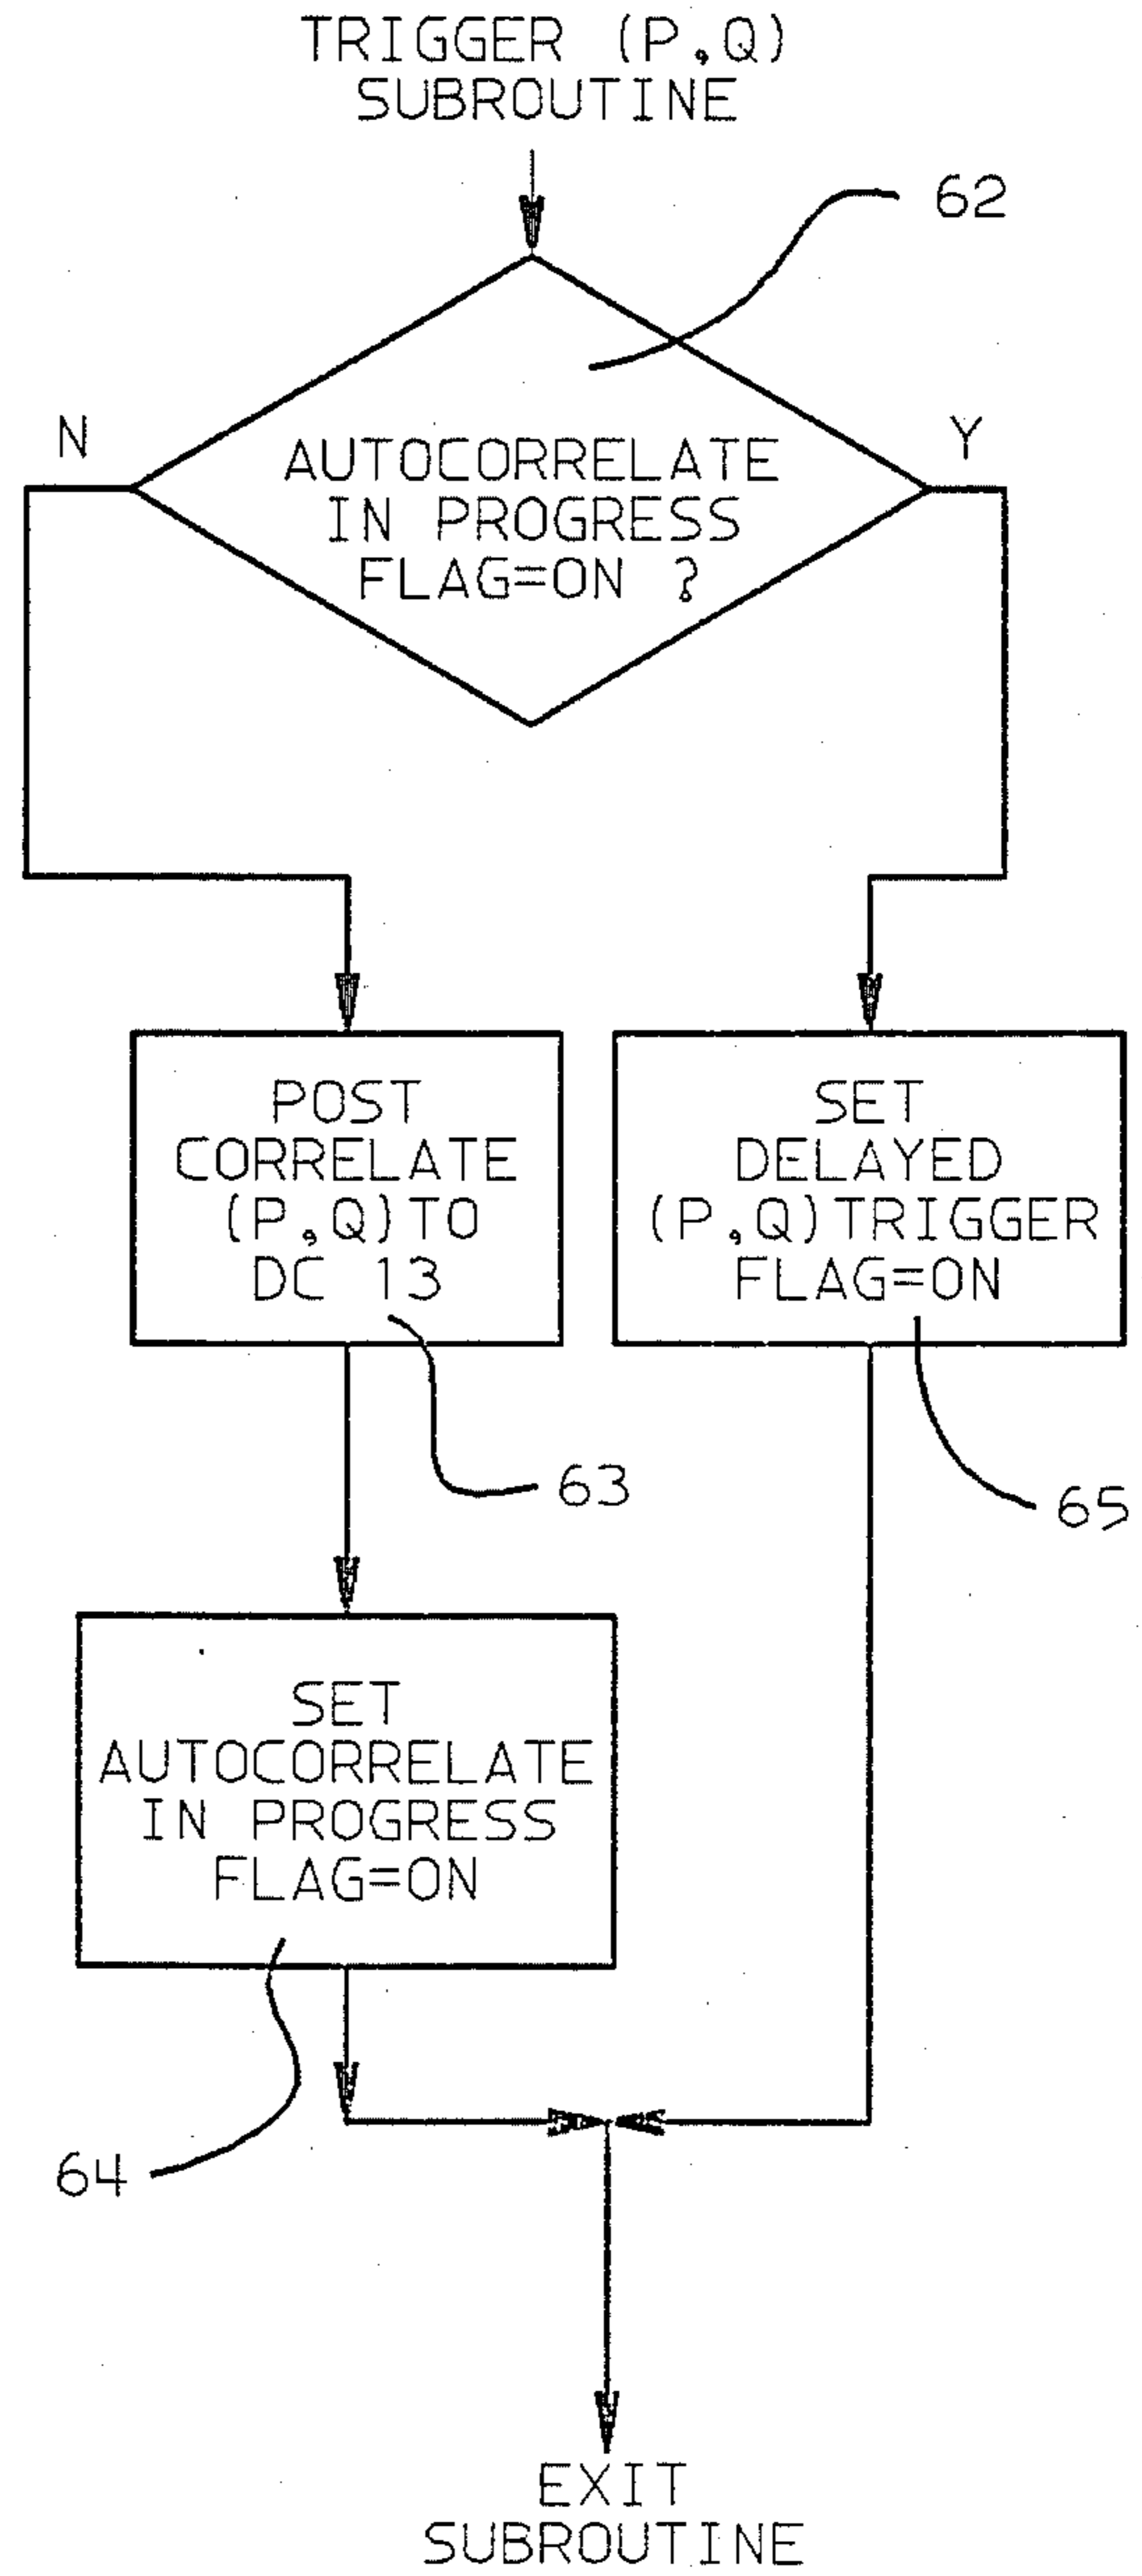 TRIGGER (P,Q)
SUBROUTINE
62
N
Y
AUTOCORRELATE
IN PROGRESS
FLAG=ON ?
POST
CORRELATE
(P,Q)TO
DC 13
SET
DELAYED
(P,Q)TRIGGER
FLAG=ON
63
65
SET
AUTOCORRELATE
IN PROGRESS
FLAG=ON
64
EXIT
SUBROUTINE